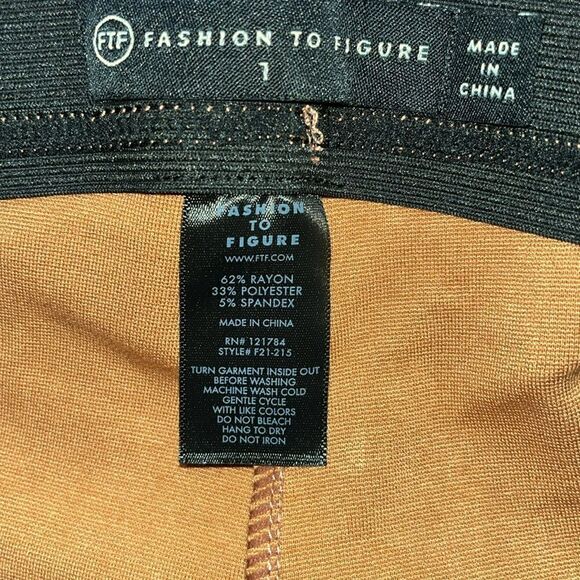 FTF FASHION TO FIGURE
1
MADE
IN
CHINA
FASHION
TO
FIGURE
WWW.FTF.COM
62% RAYON
33% POLYESTER
5% SPANDEX
MADE IN CHINA
RN# 121784
STYLE# F21-215
TURN GARMENT INSIDE OUT
BEFORE WASHING
MACHINE WASH COLD
GENTLE CYCLE
WITH LIKE COLORS
DO NOT BLEACH
HANG TO DRY
DO NOT IRON